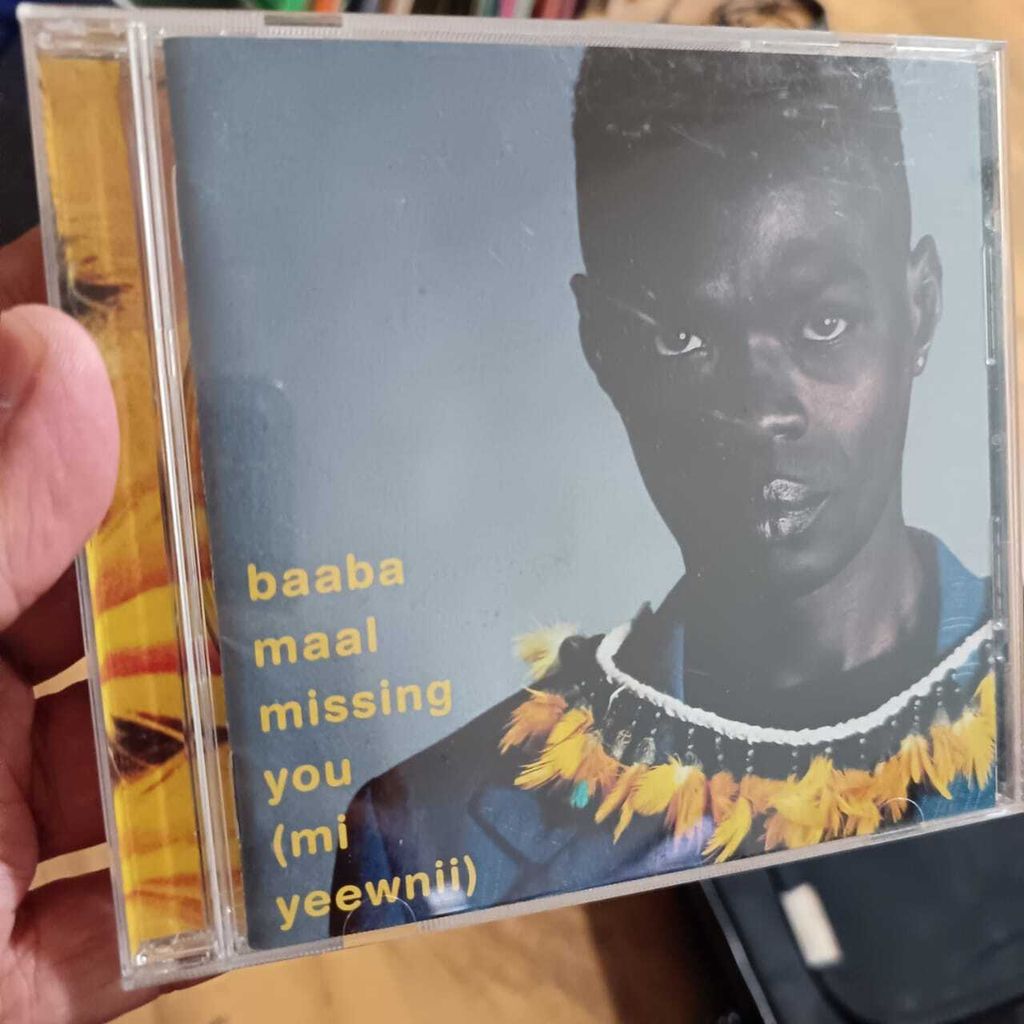 baaba
maal
missing
you
(mi
yeewnii)